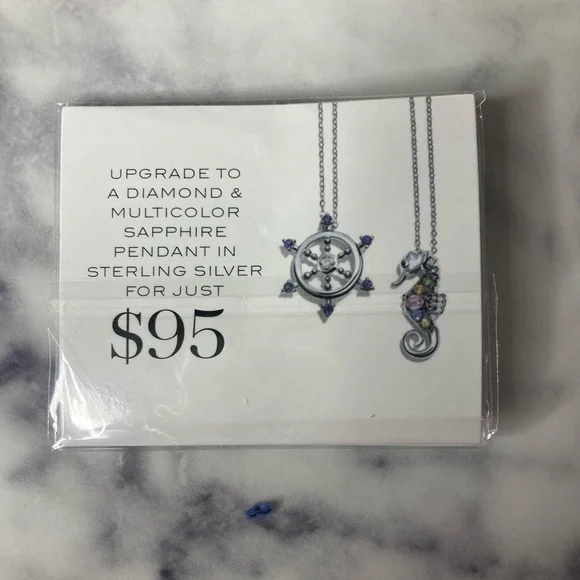 UPGRADE TO
A DIAMOND &
MULTICOLOR
SAPPHIRE
PENDANT IN
STERLING SILVER
FOR JUST
$95